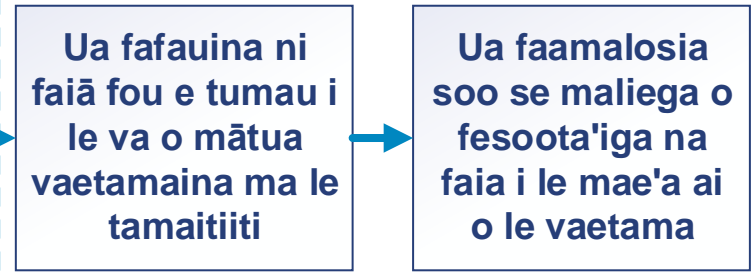 Ua fafauina ni
faiā fou e tumau i
le va o mātua
vaetamaina ma le
tamaitiiti
Ua faamalosia
soo se maliega o
fesoota'iga na
faia i le mae'a ai
o le vaetama